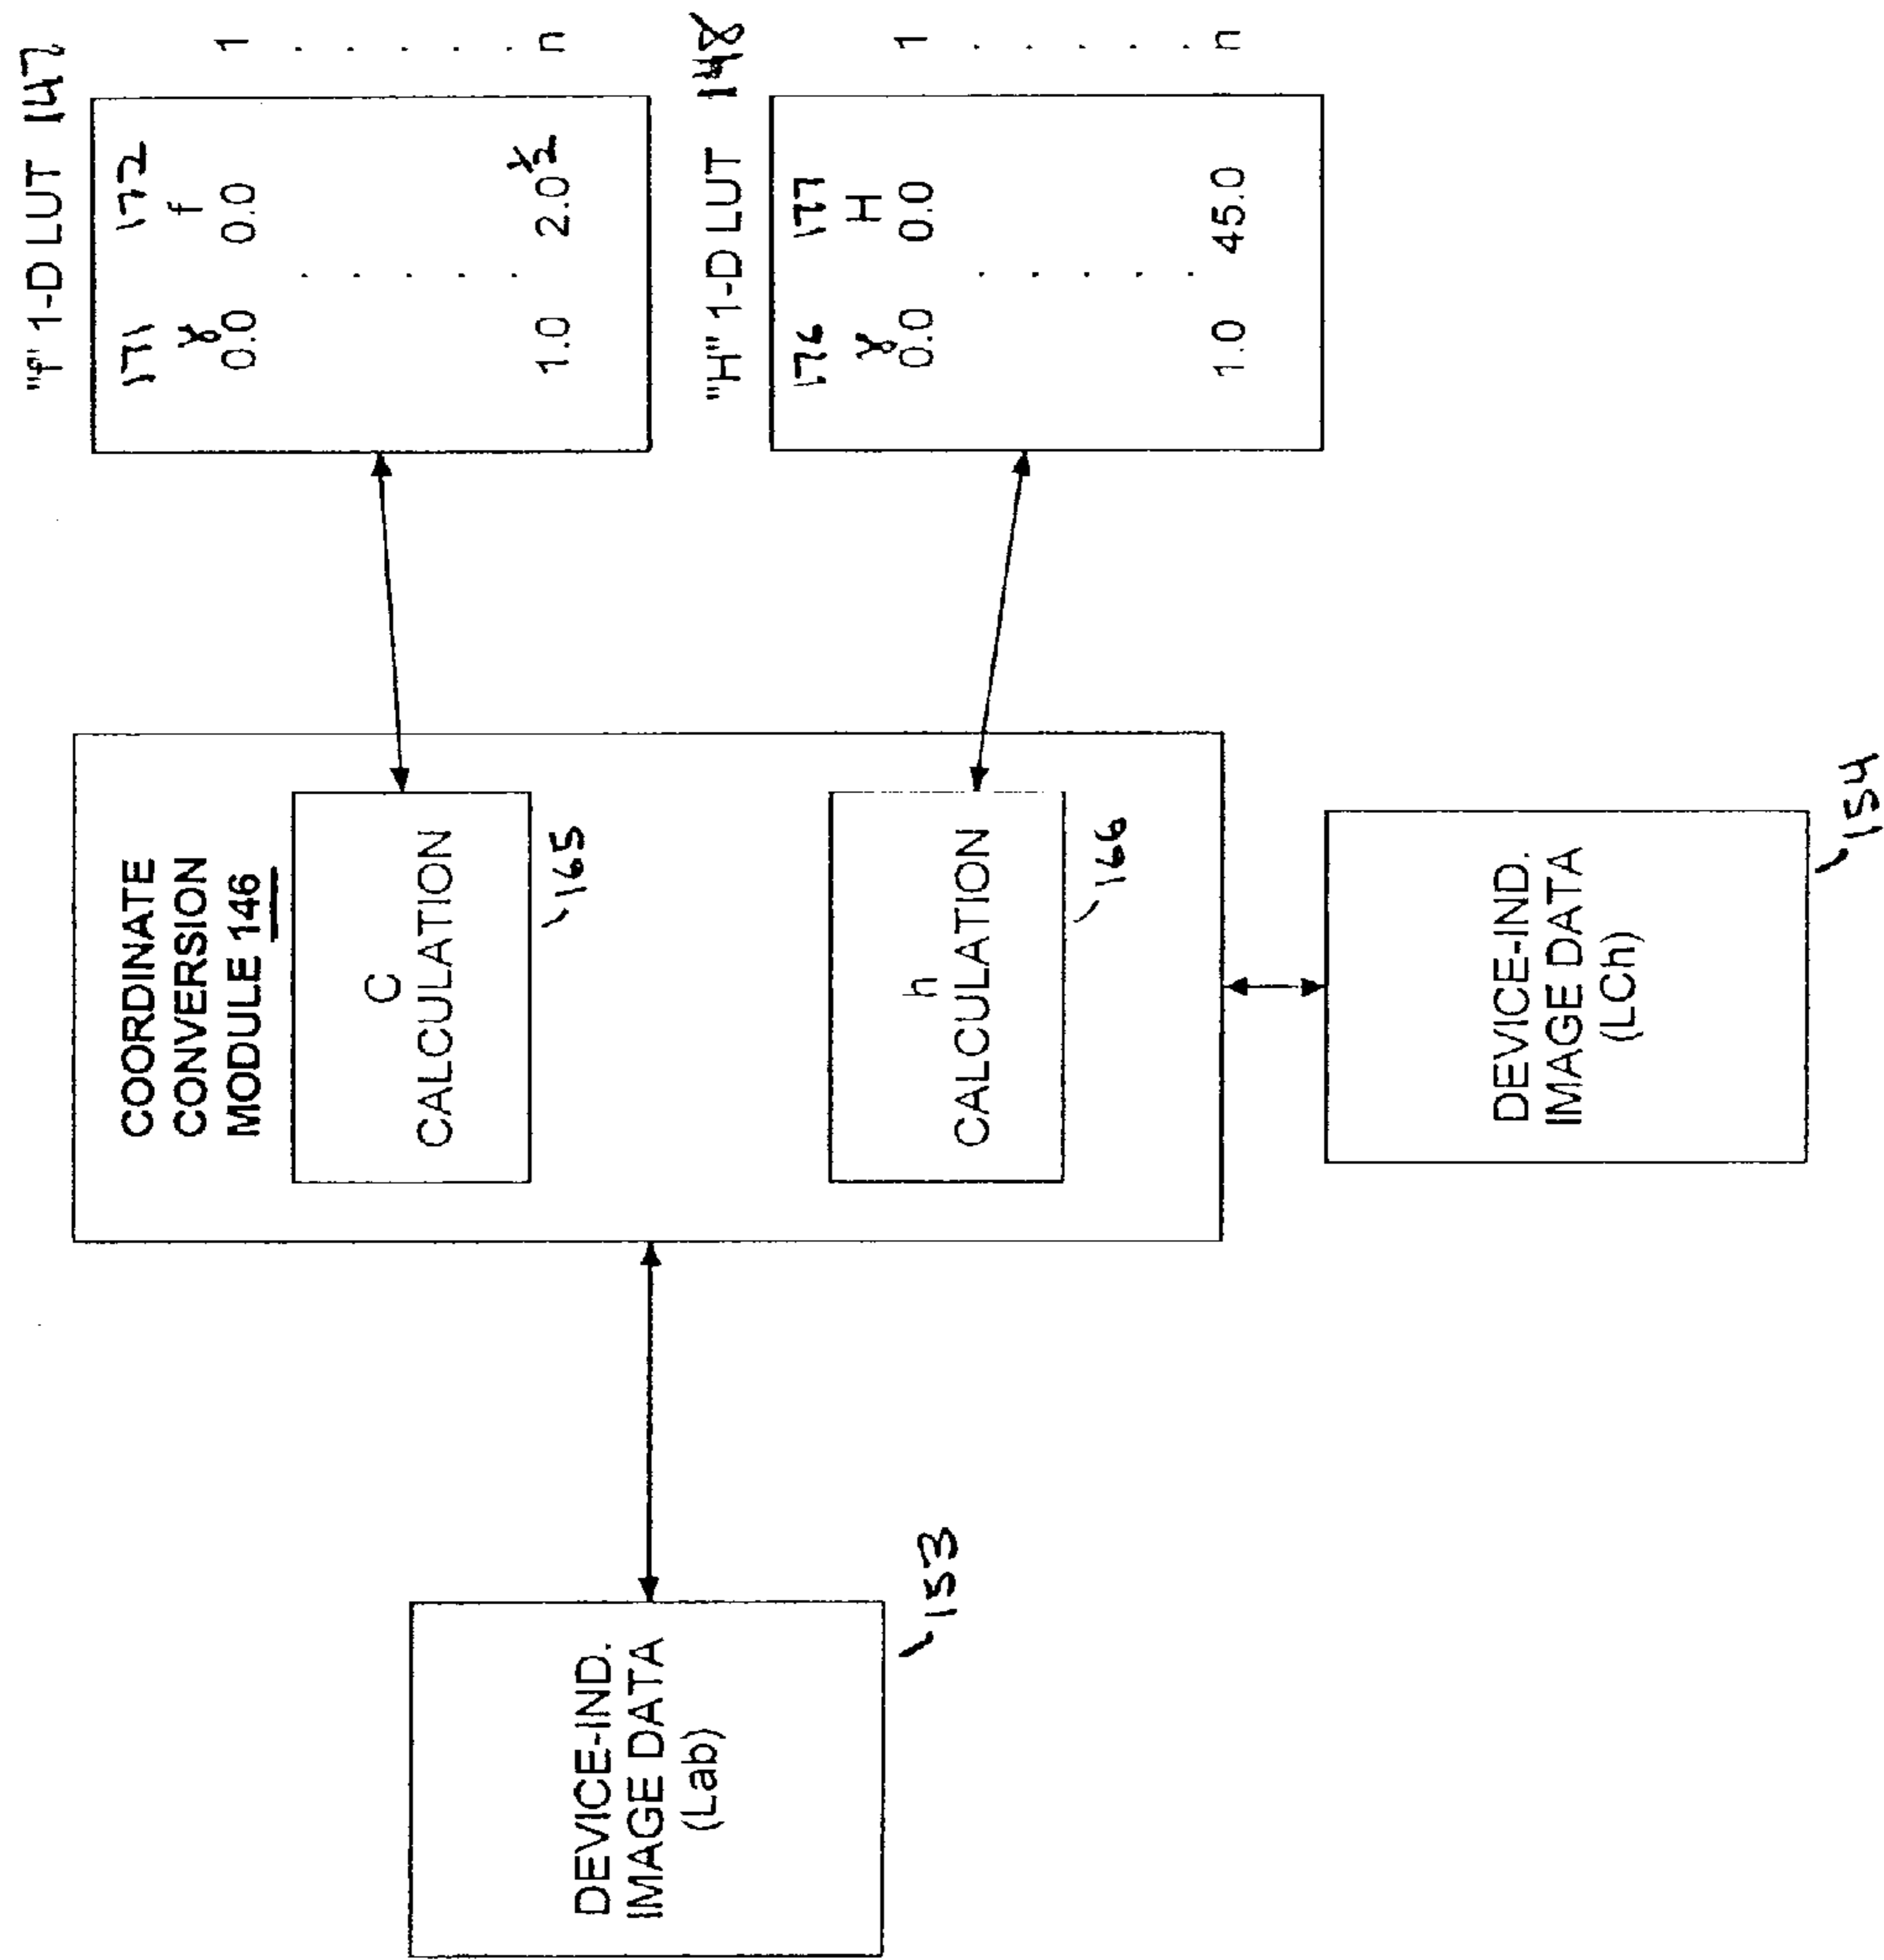 COORDINATE
CONVERSION
MODULE 146
C
CALCULATION
165
h
CALCULATION
166
DEVICE-IND.
IMAGE DATA
(Lab)
153
DEVICE-IND.
IMAGE DATA
(LCh)
154
"f" 1-D LUT 147
171 172
γ f
0.0 0.0 1
1.0 2.0½ n
"H" 1-D LUT 148
176 177
γ H
0.0 0.0 1
1.0 45.0 n